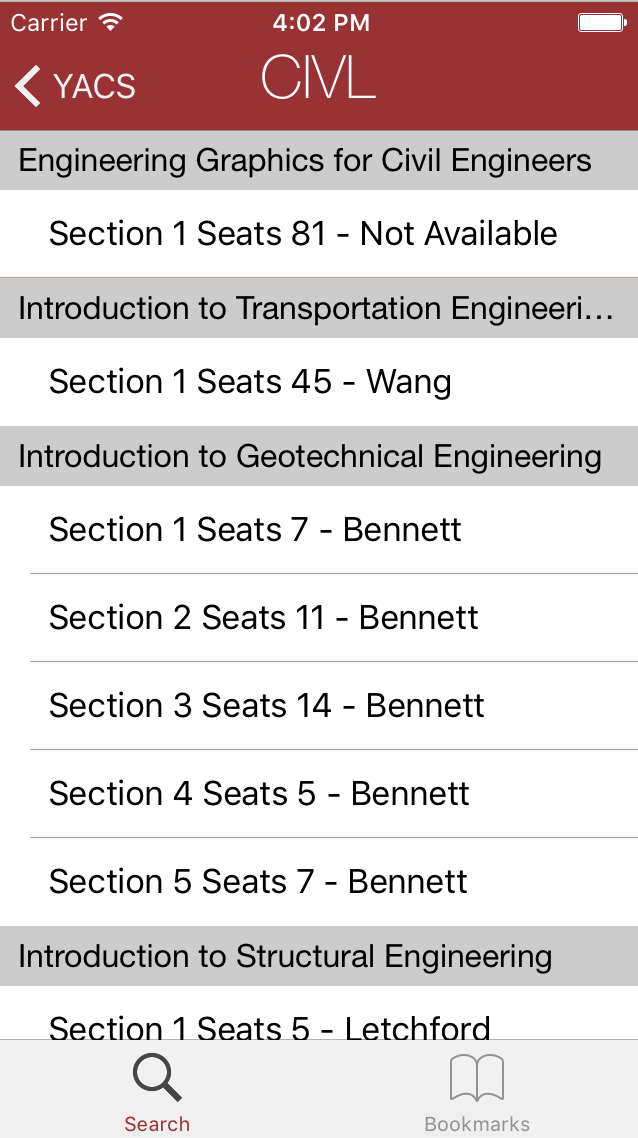 Carrier 4:02 PM
YACS CIVL
Engineering Graphics for Civil Engineers
Section 1 Seats 81 - Not Available
Introduction to Transportation Engineeri...
Section 1 Seats 45 - Wang
Introduction to Geotechnical Engineering
Section 1 Seats 7 - Bennett
Section 2 Seats 11 - Bennett
Section 3 Seats 14 - Bennett
Section 4 Seats 5 - Bennett
Section 5 Seats 7 - Bennett
Introduction to Structural Engineering
Section 1 Seats 5 - Letchford
Search Bookmarks